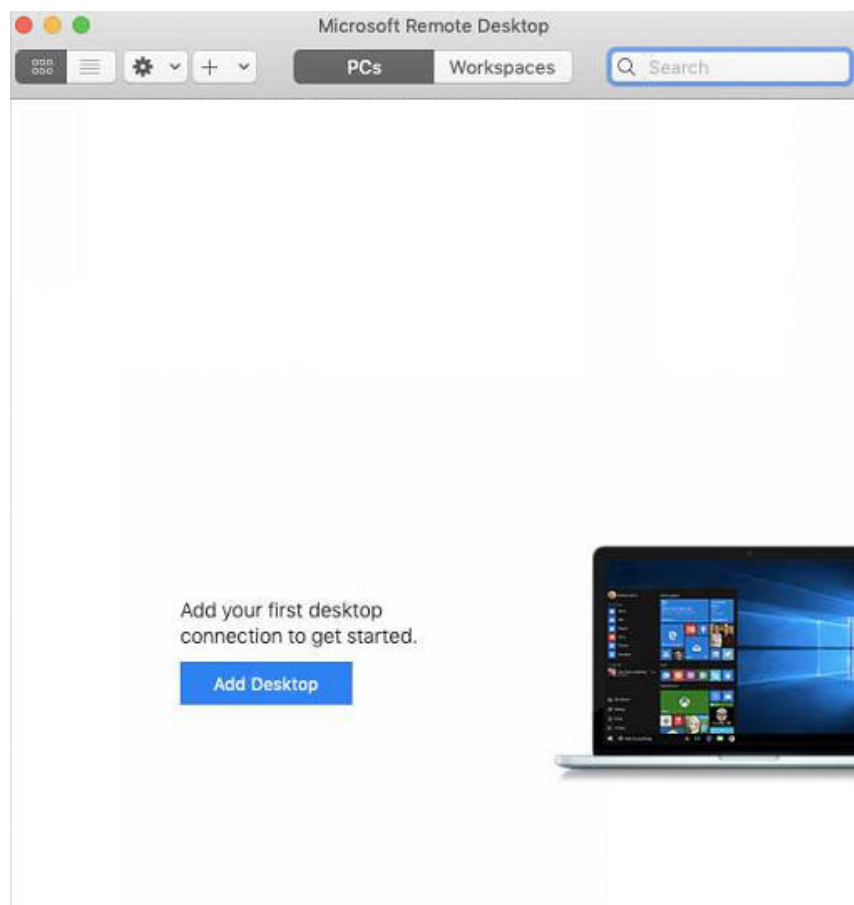 Microsoft Remote Desktop
PCs
Workspaces
Search
Add your first desktop
connection to get started.
Add Desktop